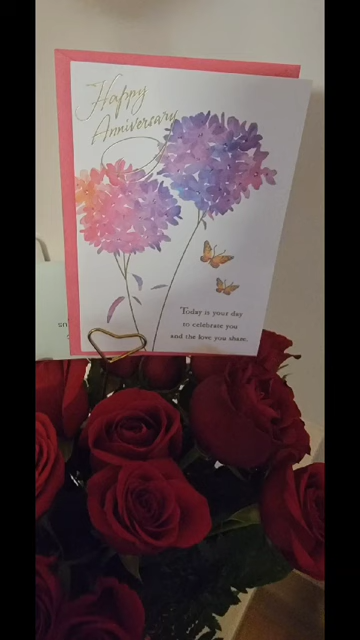 Happy
Anniversary
Today is your day
to celebrate you
and the love you share.